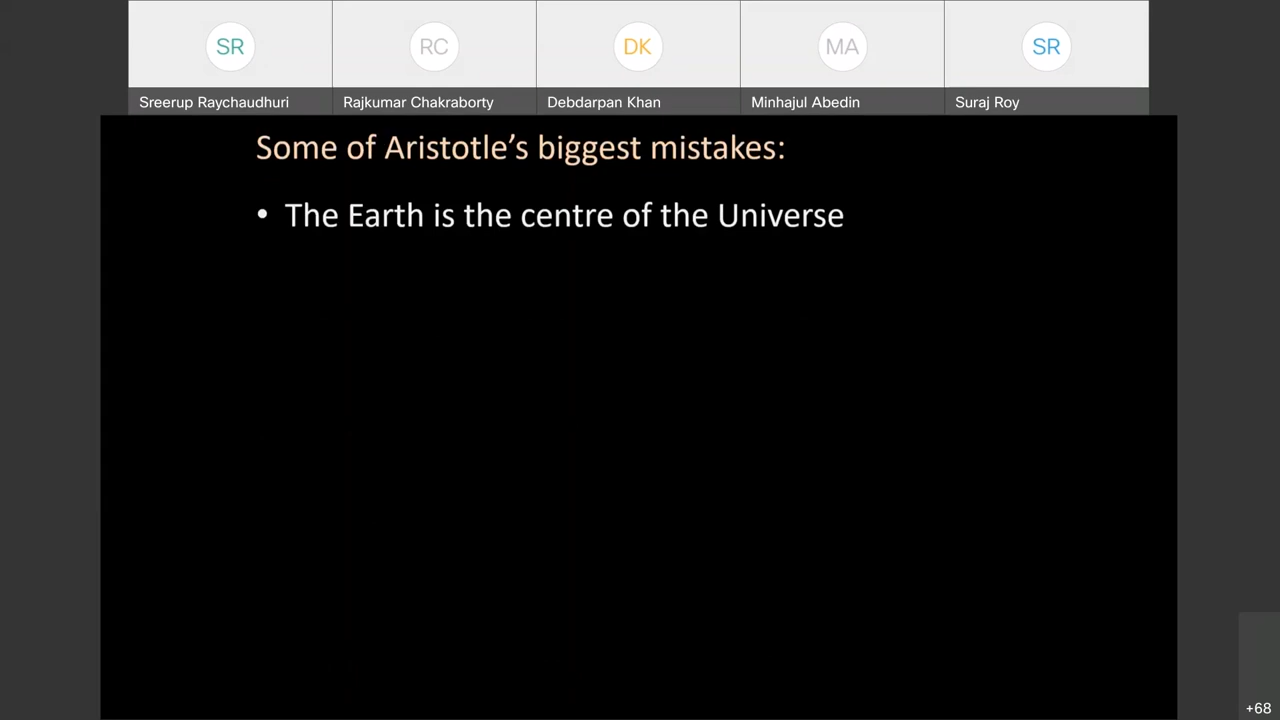 SR
RC
DK
MA
SR
Sreerup Raychaudhuri
Rajkumar Chakraborty
Debdarpan Khan
Minhajul Abedin
Suraj Roy
Some of Aristotle’s biggest mistakes:
• The Earth is the centre of the Universe
+68